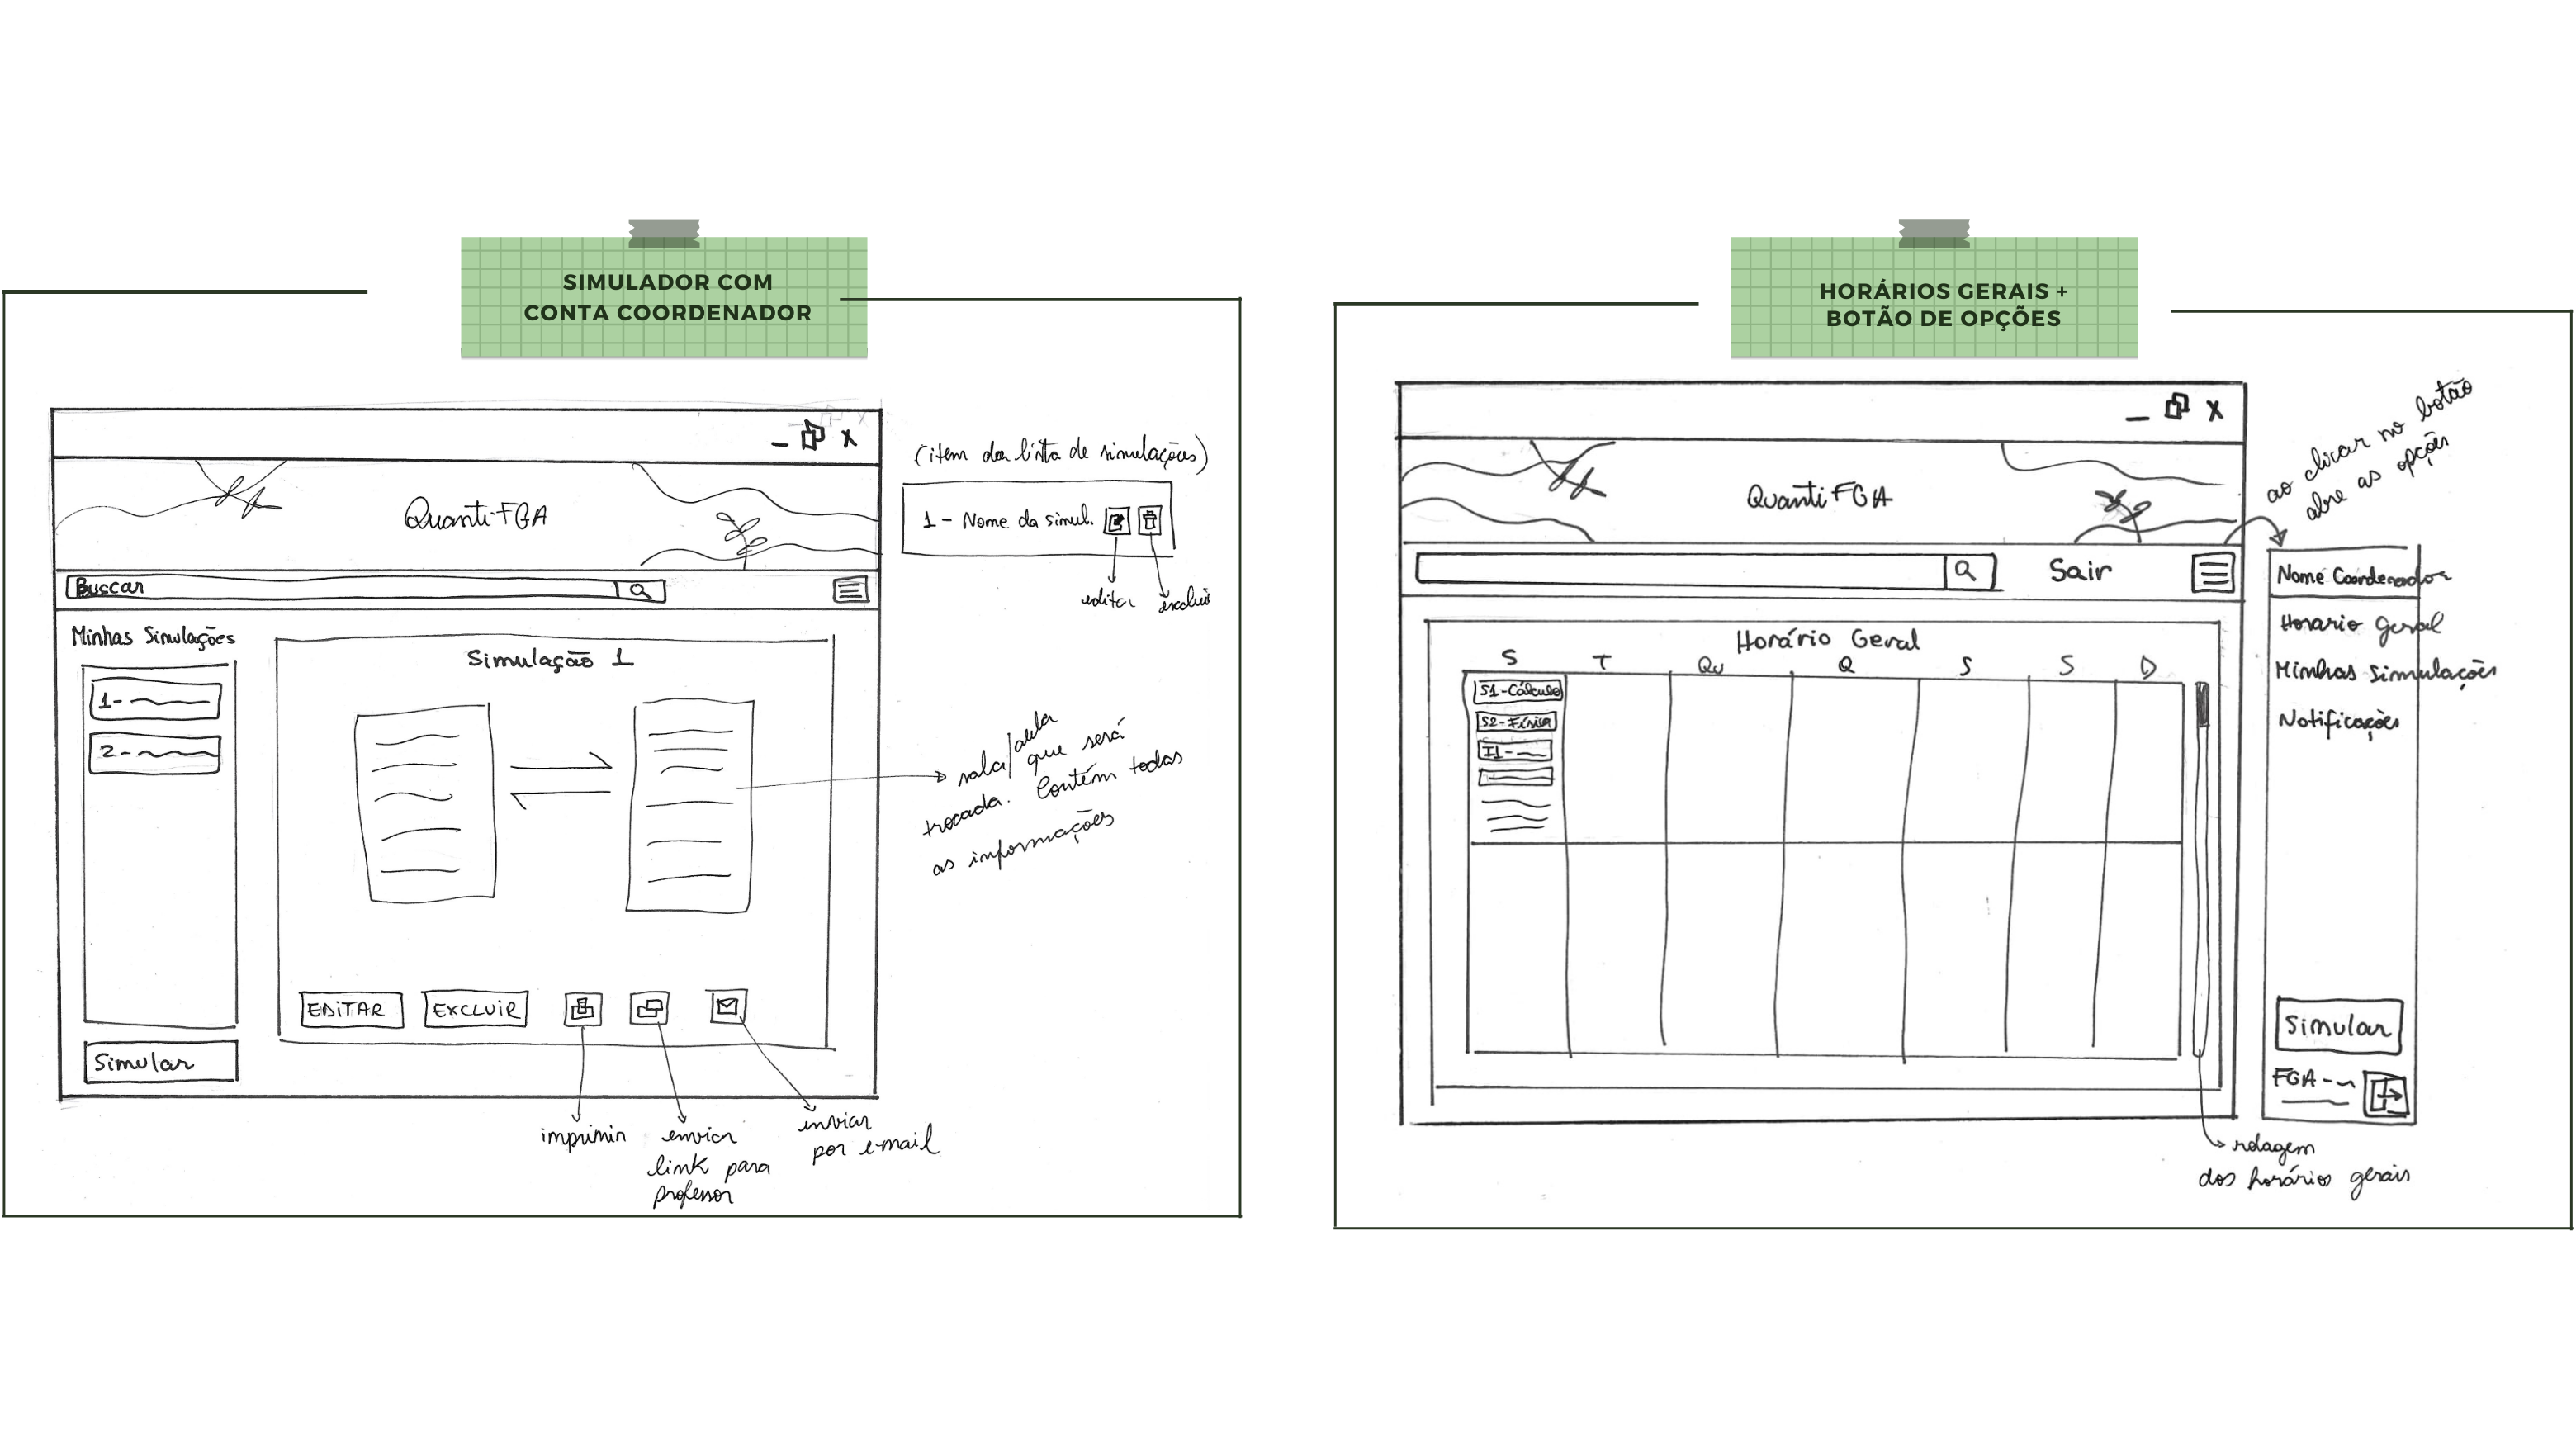 SIMULADOR COM
CONTA COORDENADOR
X
Quanti-FGA
Buscar
Minhas Simulações
1-
2-
Simular
Simulação 1
EDITAR
EXCLUIR
imprimir
enviar
link para
professor
enviar
por e-mail
(item da lista de simulações)
1 - Nome da simul.
editar
excluir
sala/aula
que será
trocada. Contém todas
as informações
HORÁRIOS GERAIS +
BOTÃO DE OPÇÕES
X
Quanti FGA
Sair
Horário Geral
S T Qu Q S S D
S1-Cálculo
S2-Física
I1-
ao clicar no botão
abre as opções
Nome Coordenador
Horario Geral
Minhas Simulações
Notificações
Simular
FGA -
rolagem
dos horários gerais